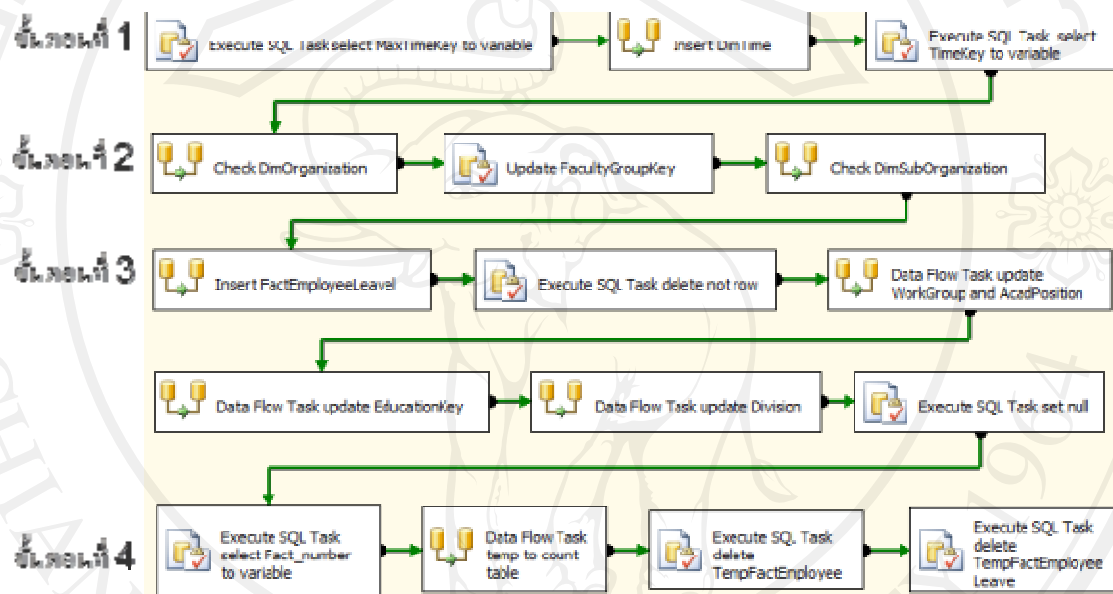 ขั้นตอนที่ 1
Execute SQL Task select MaxTimeKey to variable
Insert DimTime
Execute SQL Task select
TimeKey to variable
ขั้นตอนที่ 2
Check DimOrganization
Update FacultyGroupKey
Check DimSubOrganization
ขั้นตอนที่ 3
Insert FactEmployeeLeavel
Execute SQL Task delete not row
Data Flow Task update
WorkGroup and AcadPosition
Data Flow Task update EducationKey
Data Flow Task update Division
Execute SQL Task set null
ขั้นตอนที่ 4
Execute SQL Task
select Fact_number
to variable
Data Flow Task
temp to count
table
Execute SQL Task
delete
TempFactEmployee
Execute SQL Task
delete
TempFactEmployee
Leave
1964